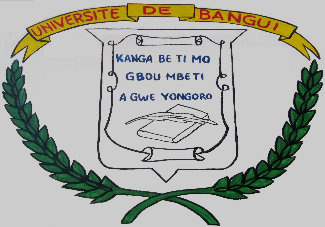 UNIVERSITE DE BANGUI
KANGA BE TI MO
GBOU MBETI
A GWE YONGORO